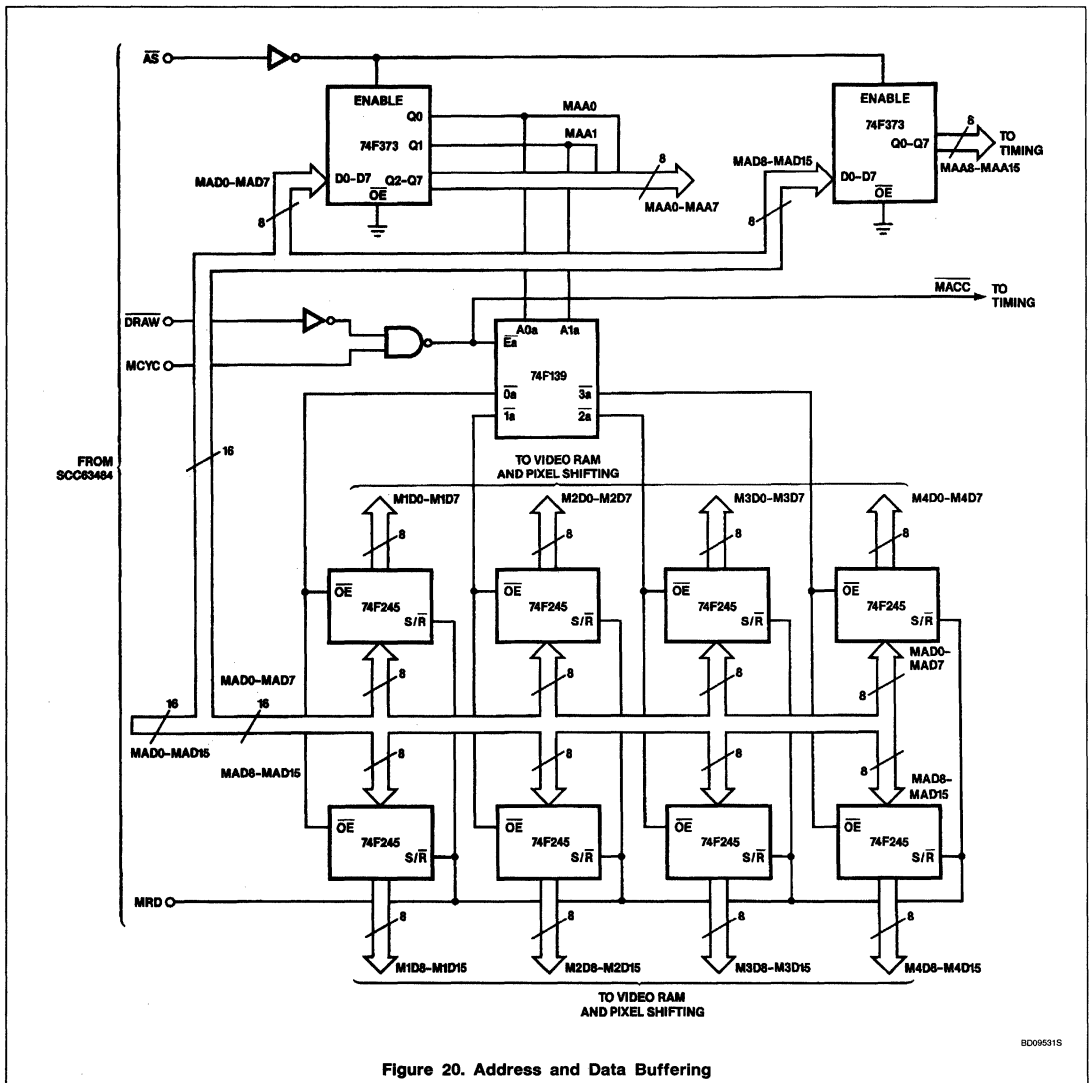 AS
ENABLE
Q0
74F373
Q1
D0-D7
Q2-Q7
OE
MAA0
MAA1
8
MAA0-MAA7
MAD0-MAD7
8
MAD8-MAD15
8
ENABLE
74F373
Q0-Q7
D0-D7
OE
8
TO
TIMING
MAA8-MAA15
MACC
TO
TIMING
DRAW
MCYC
A0a
A1a
Ea
74F139
0a
3a
1a
2a
FROM
SCC63484
16
TO VIDEO RAM
AND PIXEL SHIFTING
M1D0-M1D7
M2D0-M2D7
M3D0-M3D7
M4D0-M4D7
8
8
8
8
OE
74F245
S/R
OE
74F245
S/R
OE
74F245
S/R
OE
74F245
S/R
MAD0-
MAD7
8
8
8
8
MAD0-MAD7
16
16
MAD0-MAD15
MAD8-MAD15
8
8
8
8
MAD8-
MAD15
OE
74F245
S/R
OE
74F245
S/R
OE
74F245
S/R
OE
74F245
S/R
MRD
8
8
8
8
M1D8-M1D15
M2D8-M2D15
M3D8-M3D15
M4D8-M4D15
TO VIDEO RAM
AND PIXEL SHIFTING
BD09531S
Figure 20. Address and Data Buffering